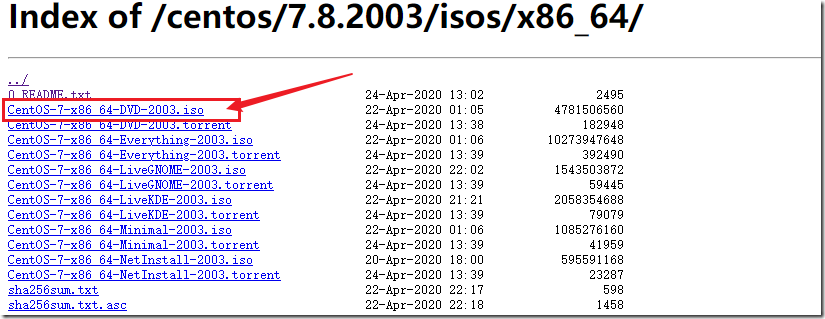 Index of /centos/7.8.2003/isos/x86_64/
../
0_README.txt 24-Apr-2020 13:02 2495
CentOS-7-x86_64-DVD-2003.iso 22-Apr-2020 01:05 4781506560
CentOS-7-x86_64-DVD-2003.torrent 24-Apr-2020 13:38 182948
CentOS-7-x86_64-Everything-2003.iso 22-Apr-2020 01:06 10273947648
CentOS-7-x86_64-Everything-2003.torrent 24-Apr-2020 13:39 392490
CentOS-7-x86_64-LiveGNOME-2003.iso 22-Apr-2020 22:02 1543503872
CentOS-7-x86_64-LiveGNOME-2003.torrent 24-Apr-2020 13:39 59445
CentOS-7-x86_64-LiveKDE-2003.iso 22-Apr-2020 21:21 2058354688
CentOS-7-x86_64-LiveKDE-2003.torrent 24-Apr-2020 13:39 79079
CentOS-7-x86_64-Minimal-2003.iso 22-Apr-2020 01:06 1085276160
CentOS-7-x86_64-Minimal-2003.torrent 24-Apr-2020 13:39 41959
CentOS-7-x86_64-NetInstall-2003.iso 20-Apr-2020 18:00 595591168
CentOS-7-x86_64-NetInstall-2003.torrent 24-Apr-2020 13:39 23287
sha256sum.txt 22-Apr-2020 22:17 598
sha256sum.txt.asc 22-Apr-2020 22:18 1458